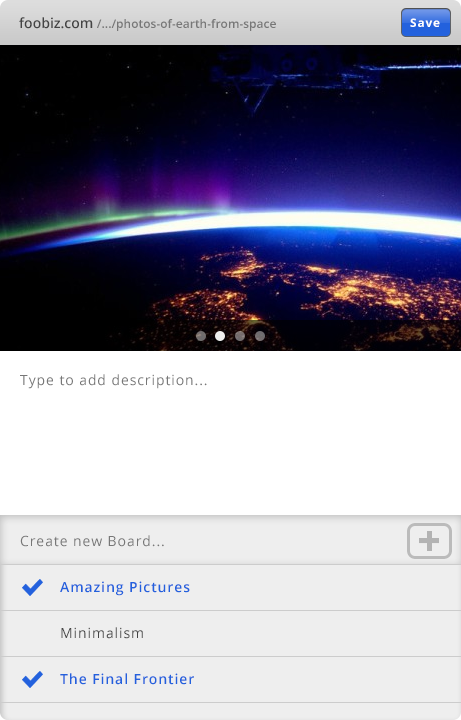 foobiz.com /.../photos-of-earth-from-space
Save
Type to add description...
Create new Board...
Amazing Pictures
Minimalism
The Final Frontier